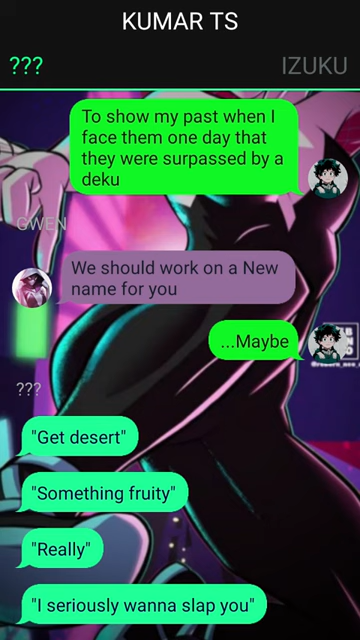 KUMAR TS
???
IZUKU
To show my past when I
face them one day that
they were surpassed by a
deku
GWEN
We should work on a New
name for you
...Maybe
???
"Get desert"
"Something fruity"
"Really"
"I seriously wanna slap you"